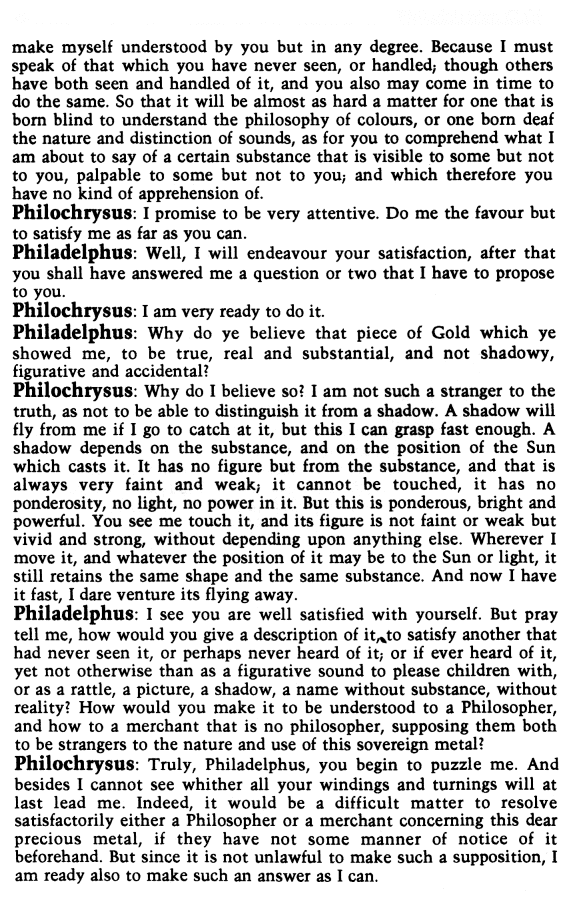 make myself understood by you but in any degree. Because I must
speak of that which you have never seen, or handled; though others
have both seen and handled of it, and you also may come in time to
do the same. So that it will be almost as hard a matter for one that is
born blind to understand the philosophy of colours, or one born deaf
the nature and distinction of sounds, as for you to comprehend what I
am about to say of a certain substance that is visible to some but not
to you, palpable to some but not to you; and which therefore you
have no kind of apprehension of.
Philochrysus: I promise to be very attentive. Do me the favour but
to satisfy me as far as you can.
Philadelphus: Well, I will endeavour your satisfaction, after that
you shall have answered me a question or two that I have to propose
to you.
Philochrysus: I am very ready to do it.
Philadelphus: Why do ye believe that piece of Gold which ye
showed me, to be true, real and substantial, and not shadowy,
figurative and accidental?
Philochrysus: Why do I believe so? I am not such a stranger to the
truth, as not to be able to distinguish it from a shadow. A shadow will
fly from me if I go to catch at it, but this I can grasp fast enough. A
shadow depends on the substance, and on the position of the Sun
which casts it. It has no figure but from the substance, and that is
always very faint and weak; it cannot be touched, it has no
ponderosity, no light, no power in it. But this is ponderous, bright and
powerful. You see me touch it, and its figure is not faint or weak but
vivid and strong, without depending upon anything else. Wherever I
move it, and whatever the position of it may be to the Sun or light, it
still retains the same shape and the same substance. And now I have
it fast, I dare venture its flying away.
Philadelphus: I see you are well satisfied with yourself. But pray
tell me, how would you give a description of it, to satisfy another that
had never seen it, or perhaps never heard of it; or if ever heard of it,
yet not otherwise than as a figurative sound to please children with,
or as a rattle, a picture, a shadow, a name without substance, without
reality? How would you make it to be understood to a Philosopher,
and how to a merchant that is no philosopher, supposing them both
to be strangers to the nature and use of this sovereign metal?
Philochrysus: Truly, Philadelphus, you begin to puzzle me. And
besides I cannot see whither all your windings and turnings will at
last lead me. Indeed, it would be a difficult matter to resolve
satisfactorily either a Philosopher or a merchant concerning this dear
precious metal, if they have not some manner of notice of it
beforehand. But since it is not unlawful to make such a supposition, I
am ready also to make such an answer as I can.